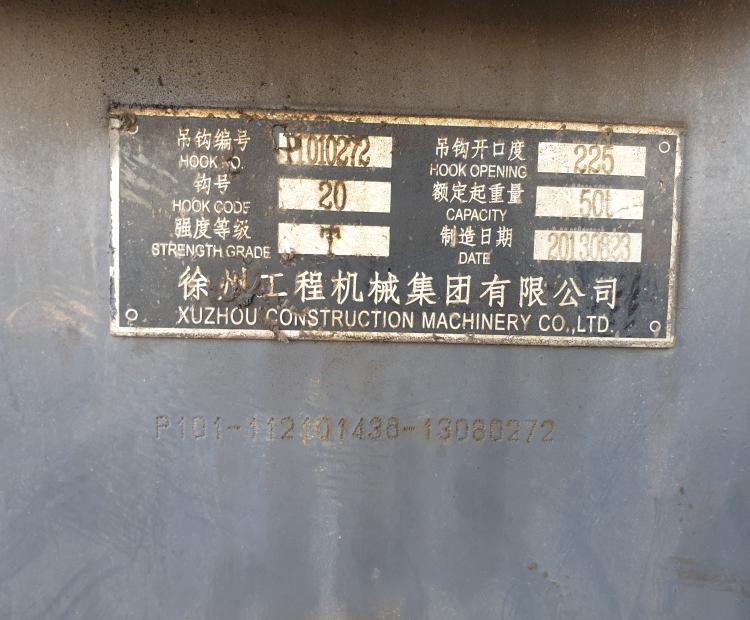 吊钩编号 P1010272 吊钩开口度 225
HOOK NO. HOOK OPENING
钩号 20 额定起重量 50t
HOOK CODE CAPACITY
强度等级 T 制造日期 20130823
STRENGTH GRADE DATE
徐州工程机械集团有限公司
XUZHOU CONSTRUCTION MACHINERY CO.,LTD.
P101-112101438-13080272